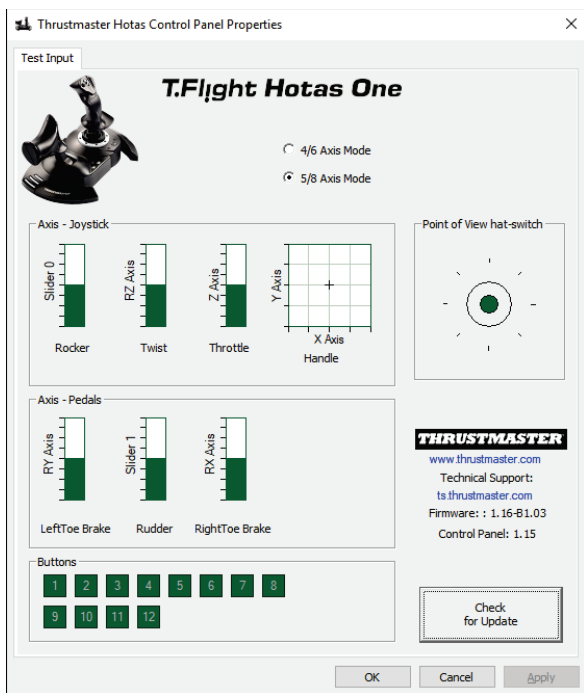 Thrustmaster Hotas Control Panel Properties
Test Input
T.Flight Hotas One
4/6 Axis Mode
5/8 Axis Mode
Axis - Joystick
Slider 0
Rocker
RZ Axis
Twist
Z Axis
Throttle
Y Axis
X Axis
Handle
Point of View hat-switch
Axis - Pedals
RY Axis
LeftToe Brake
Slider 1
Rudder
RX Axis
RightToe Brake
THRUSTMASTER
www.thrustmaster.com
Technical Support:
ts.thrustmaster.com
Firmware: : 1.16-B1.03
Control Panel: 1.15
Buttons
1 2 3 4 5 6 7 8
9 10 11 12
Check
for Update
OK Cancel Apply